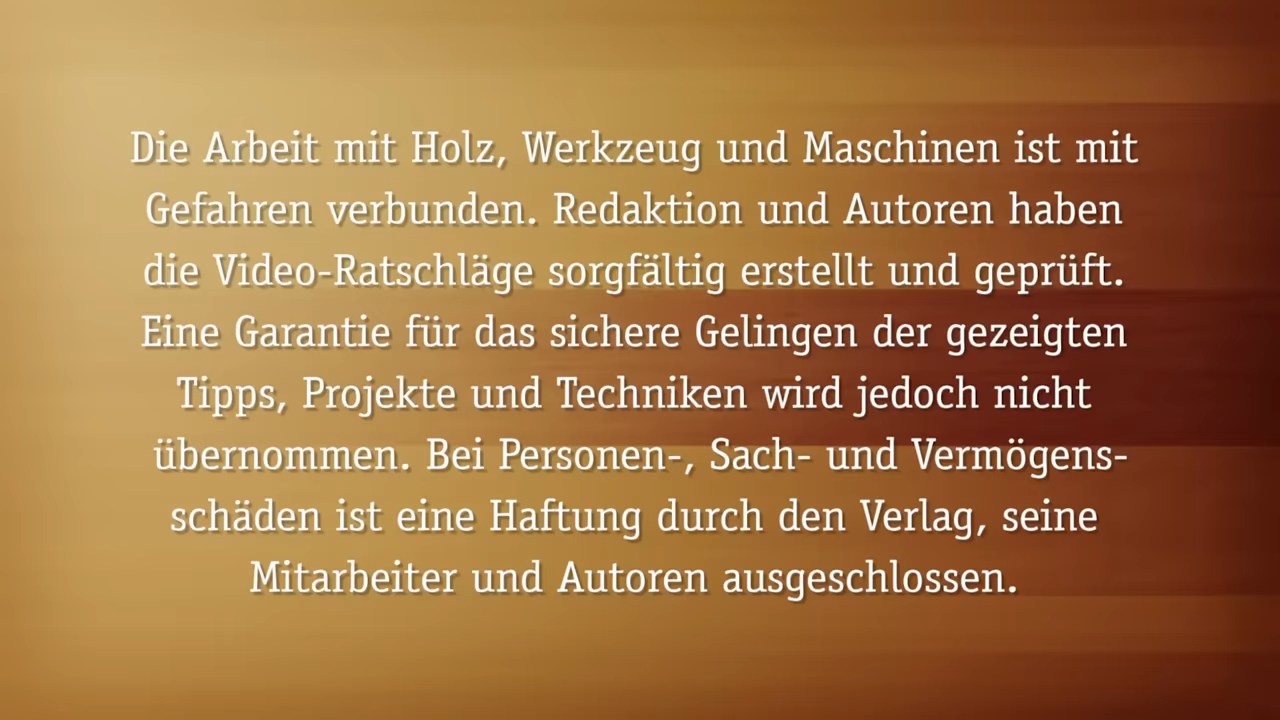 Die Arbeit mit Holz, Werkzeug und Maschinen ist mit
Gefahren verbunden. Redaktion und Autoren haben
die Video-Ratschläge sorgfältig erstellt und geprüft.
Eine Garantie für das sichere Gelingen der gezeigten
Tipps, Projekte und Techniken wird jedoch nicht
übernommen. Bei Personen-, Sach- und Vermögens-
schäden ist eine Haftung durch den Verlag, seine
Mitarbeiter und Autoren ausgeschlossen.